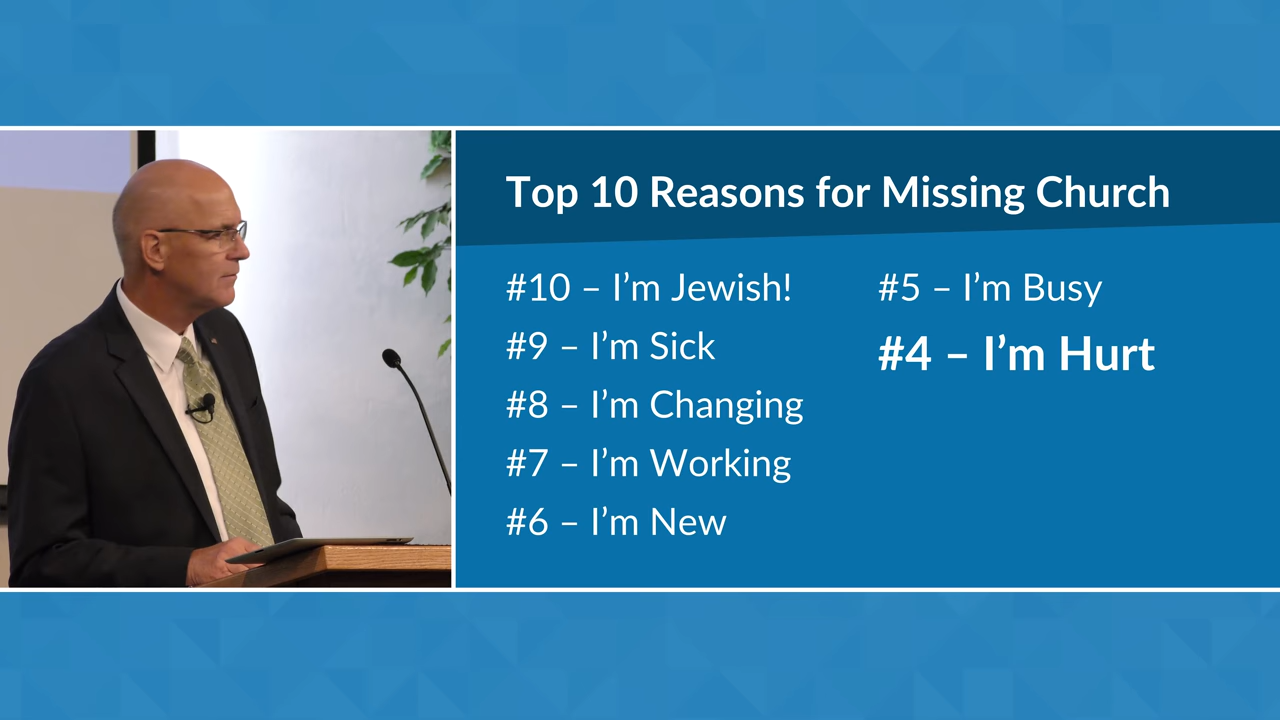 Top 10 Reasons for Missing Church
#10 – I’m Jewish!
#9 – I’m Sick
#8 – I’m Changing
#7 – I’m Working
#6 – I’m New
#5 – I’m Busy
#4 – I’m Hurt